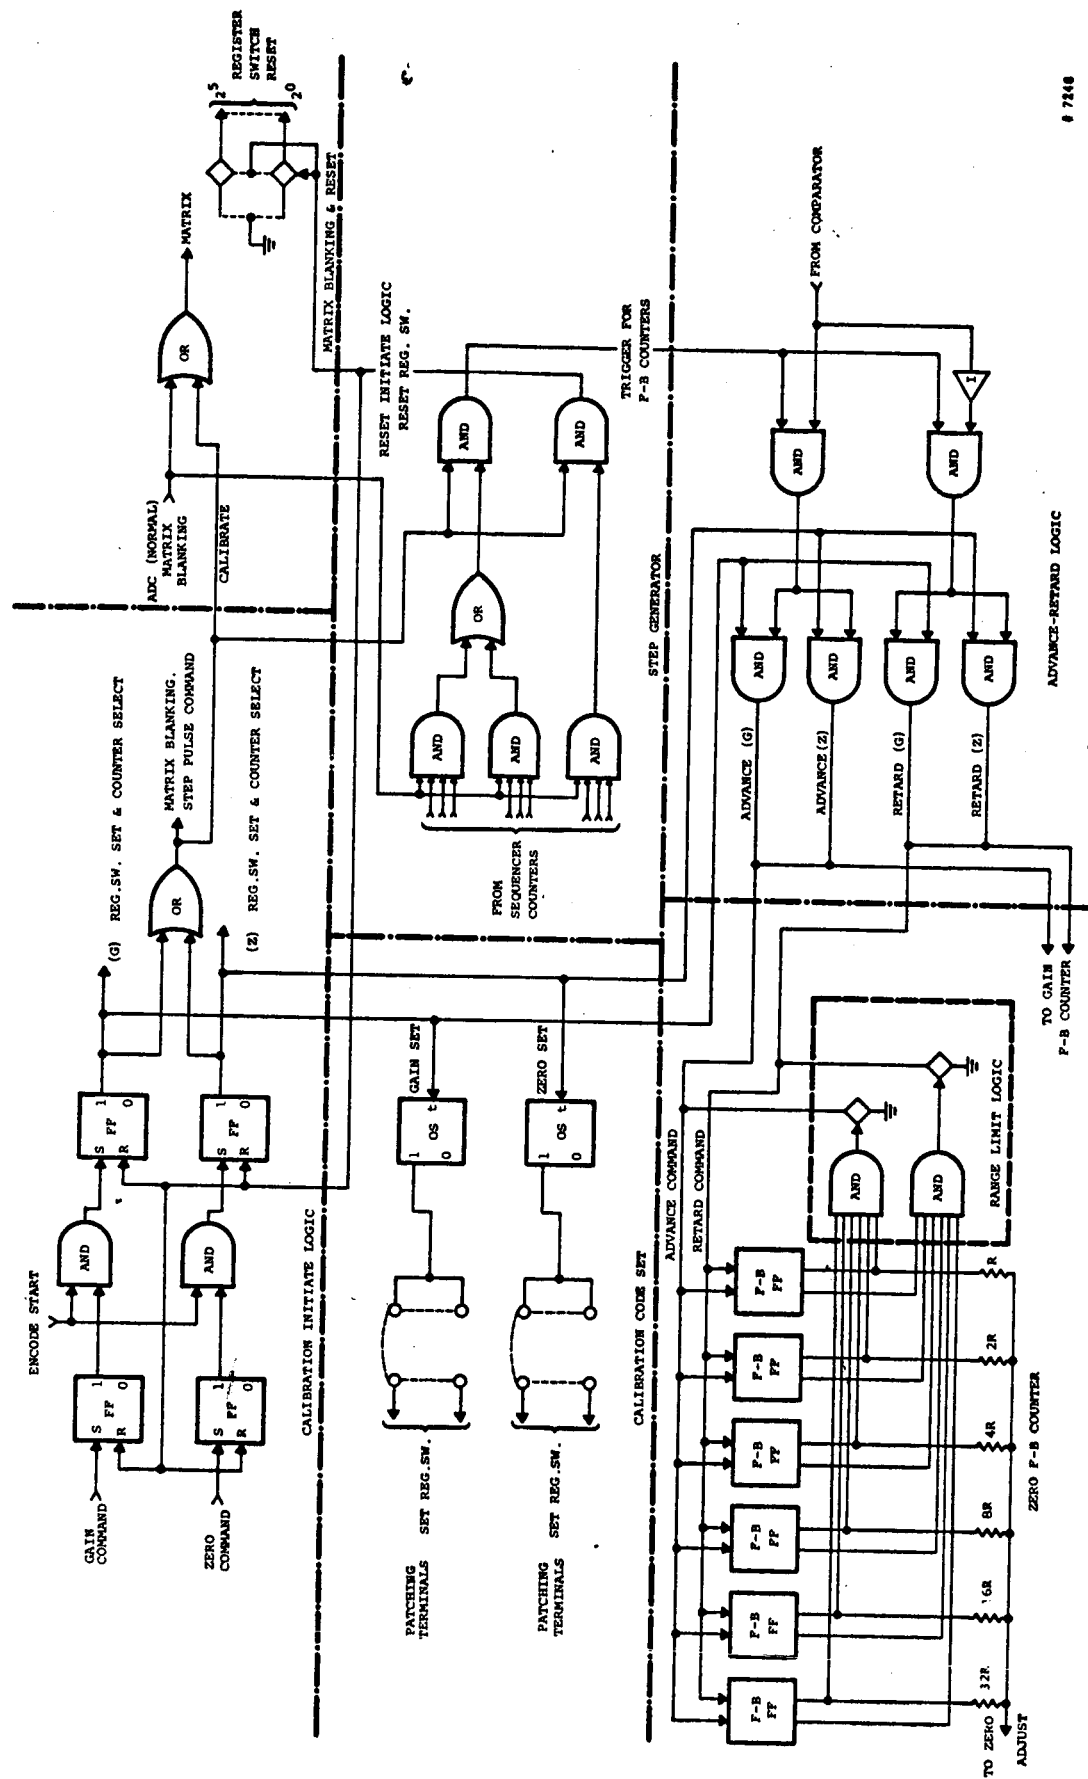 GAIN
COMMAND
ZERO
COMMAND
S
FF
R
1
0
S
FF
R
1
0
ENCODE START
AND
AND
S
FF
R
1
0
S
FF
R
1
0
(G) REG.SW. SET & COUNTER SELECT
OR
MATRIX BLANKING.
STEP PULSE COMMAND
(Z) REG.SW. SET & COUNTER SELECT
CALIBRATION INITIATE LOGIC
ADC (NORMAL)
MATRIX
BLANKING
CALIBRATE
OR
MATRIX
2⁵
REGISTER
SWITCH
RESET
2⁰
MATRIX BLANKING & RESET
PATCHING
TERMINALS
SET REG.SW.
GAIN SET
1
OS t
0
PATCHING
TERMINALS
SET REG.SW.
ZERO SET
1
OS t
0
CALIBRATION CODE SET
FROM
SEQUENCER
COUNTERS
AND
AND
AND
OR
AND
AND
RESET INITIATE LOGIC
RESET REG. SW.
TRIGGER FOR
F-B COUNTERS
STEP GENERATOR
ADVANCE COMMAND
RETARD COMMAND
F-B
FF
F-B
FF
F-B
FF
F-B
FF
F-B
FF
F-B
FF
TO ZERO
ADJUST
32R
16R
8R
4R
2R
R
ZERO F-B COUNTER
AND
AND
RANGE LIMIT LOGIC
TO GAIN
F-B COUNTER
ADVANCE (G)
ADVANCE (Z)
RETARD (G)
RETARD (Z)
AND
AND
AND
AND
AND
AND
I
FROM COMPARATOR
ADVANCE-RETARD LOGIC
# 7248